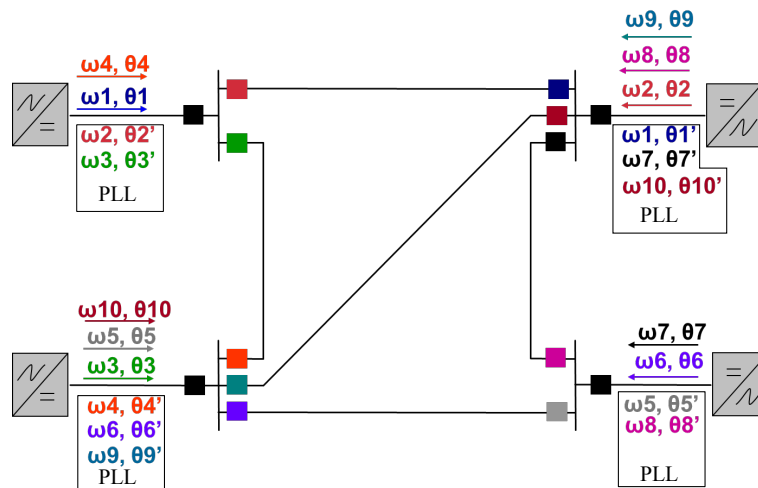 ω4, θ4
ω1, θ1
ω2, θ2’
ω3, θ3’
PLL
ω9, θ9
ω8, θ8
ω2, θ2
ω1, θ1’
ω7, θ7’
ω10, θ10’
PLL
ω10, θ10
ω5, θ5
ω3, θ3
ω4, θ4’
ω6, θ6’
ω9, θ9’
PLL
ω7, θ7
ω6, θ6
ω5, θ5’
ω8, θ8’
PLL